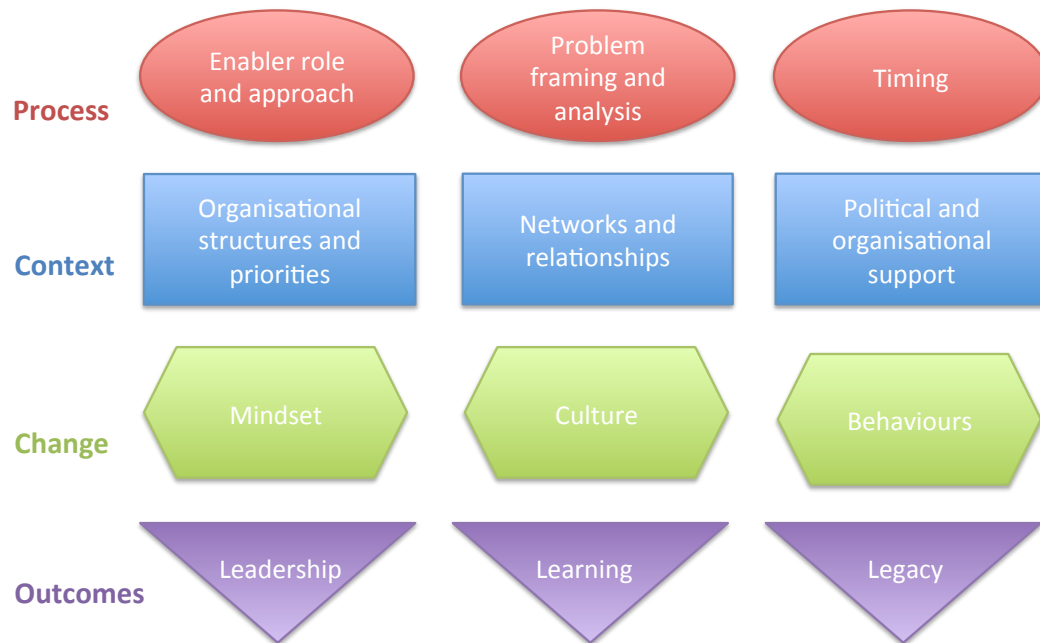 Process
Enabler role
and approach
Problem
framing and
analysis
Timing
Context
Organisational
structures and
priorities
Networks and
relationships
Political and
organisational
support
Change
Mindset
Culture
Behaviours
Outcomes
Leadership
Learning
Legacy